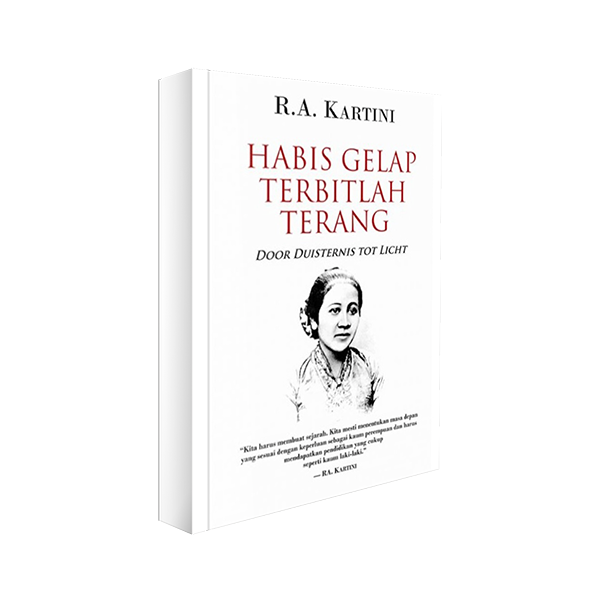 R.A. KARTINI
HABIS GELAP
TERBITLAH
TERANG
DOOR DUISTERNIS TOT LICHT
"Kita harus membuat sejarah. Kita mesti menentukan masa depan
yang sesuai dengan keperluan sebagai kaum perempuan dan harus
mendapatkan pendidikan yang cukup
seperti kaum laki-laki."
— RA. KARTINI